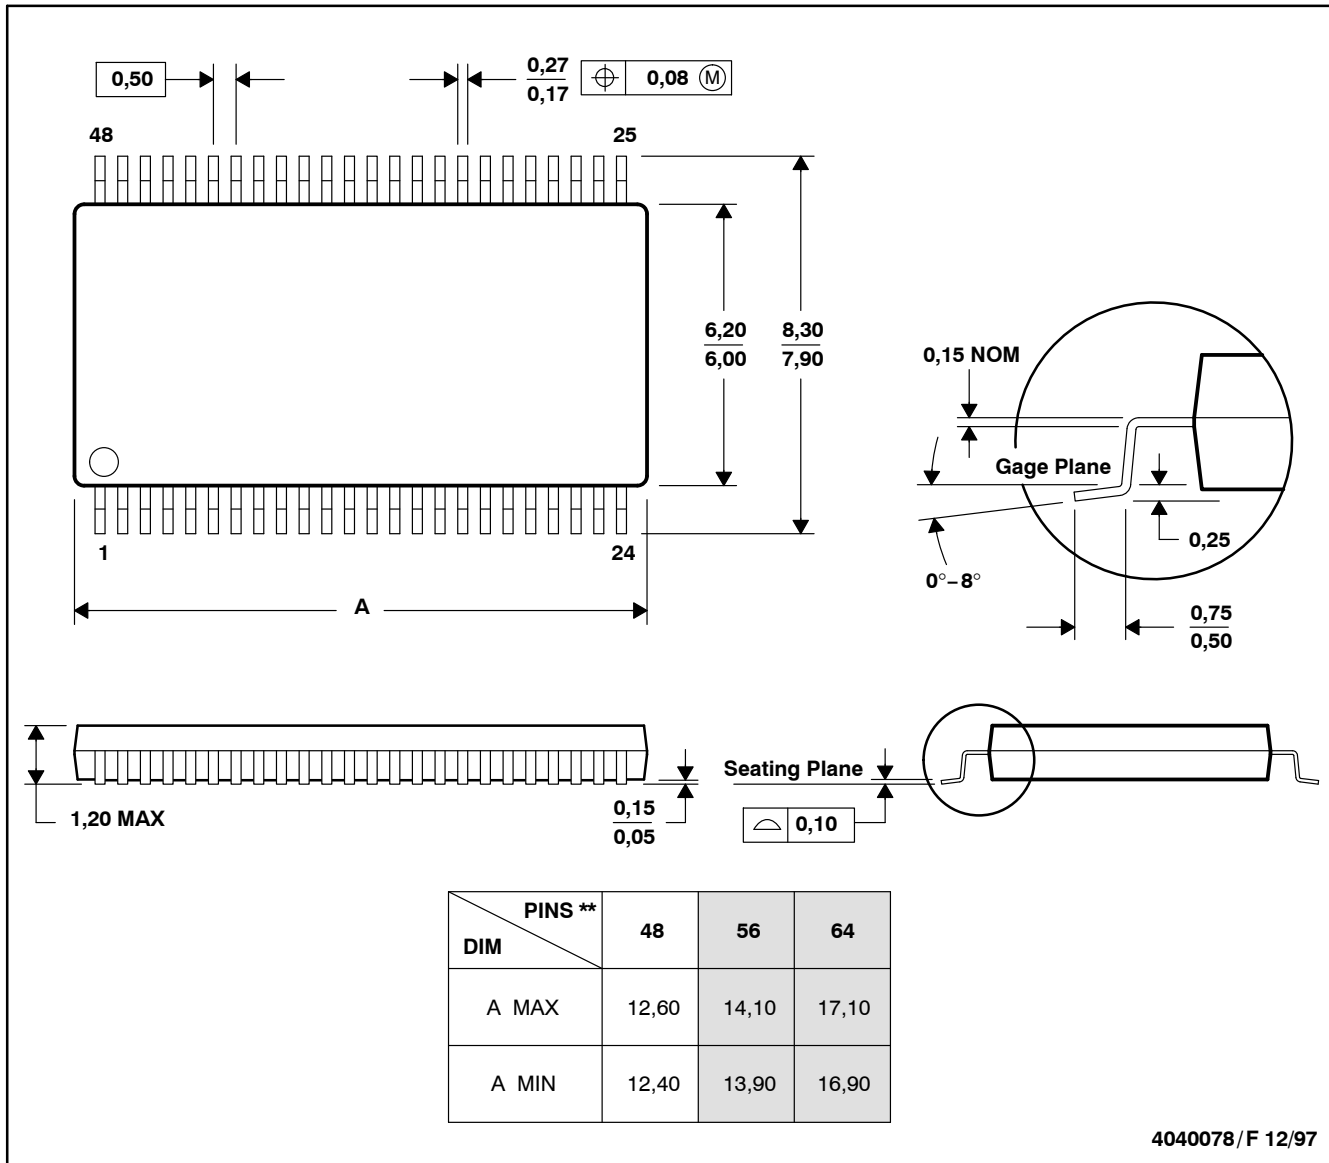 0,50
0,27
0,17
0,08 M
48
25
6,20
6,00
8,30
7,90
0,15 NOM
Gage Plane
0,25
0°–8°
0,75
0,50
1
24
A
1,20 MAX
0,15
0,05
Seating Plane
0,10
PINS **
DIM
48 56 64
A MAX 12,60 14,10 17,10
A MIN 12,40 13,90 16,90
4040078/F 12/97